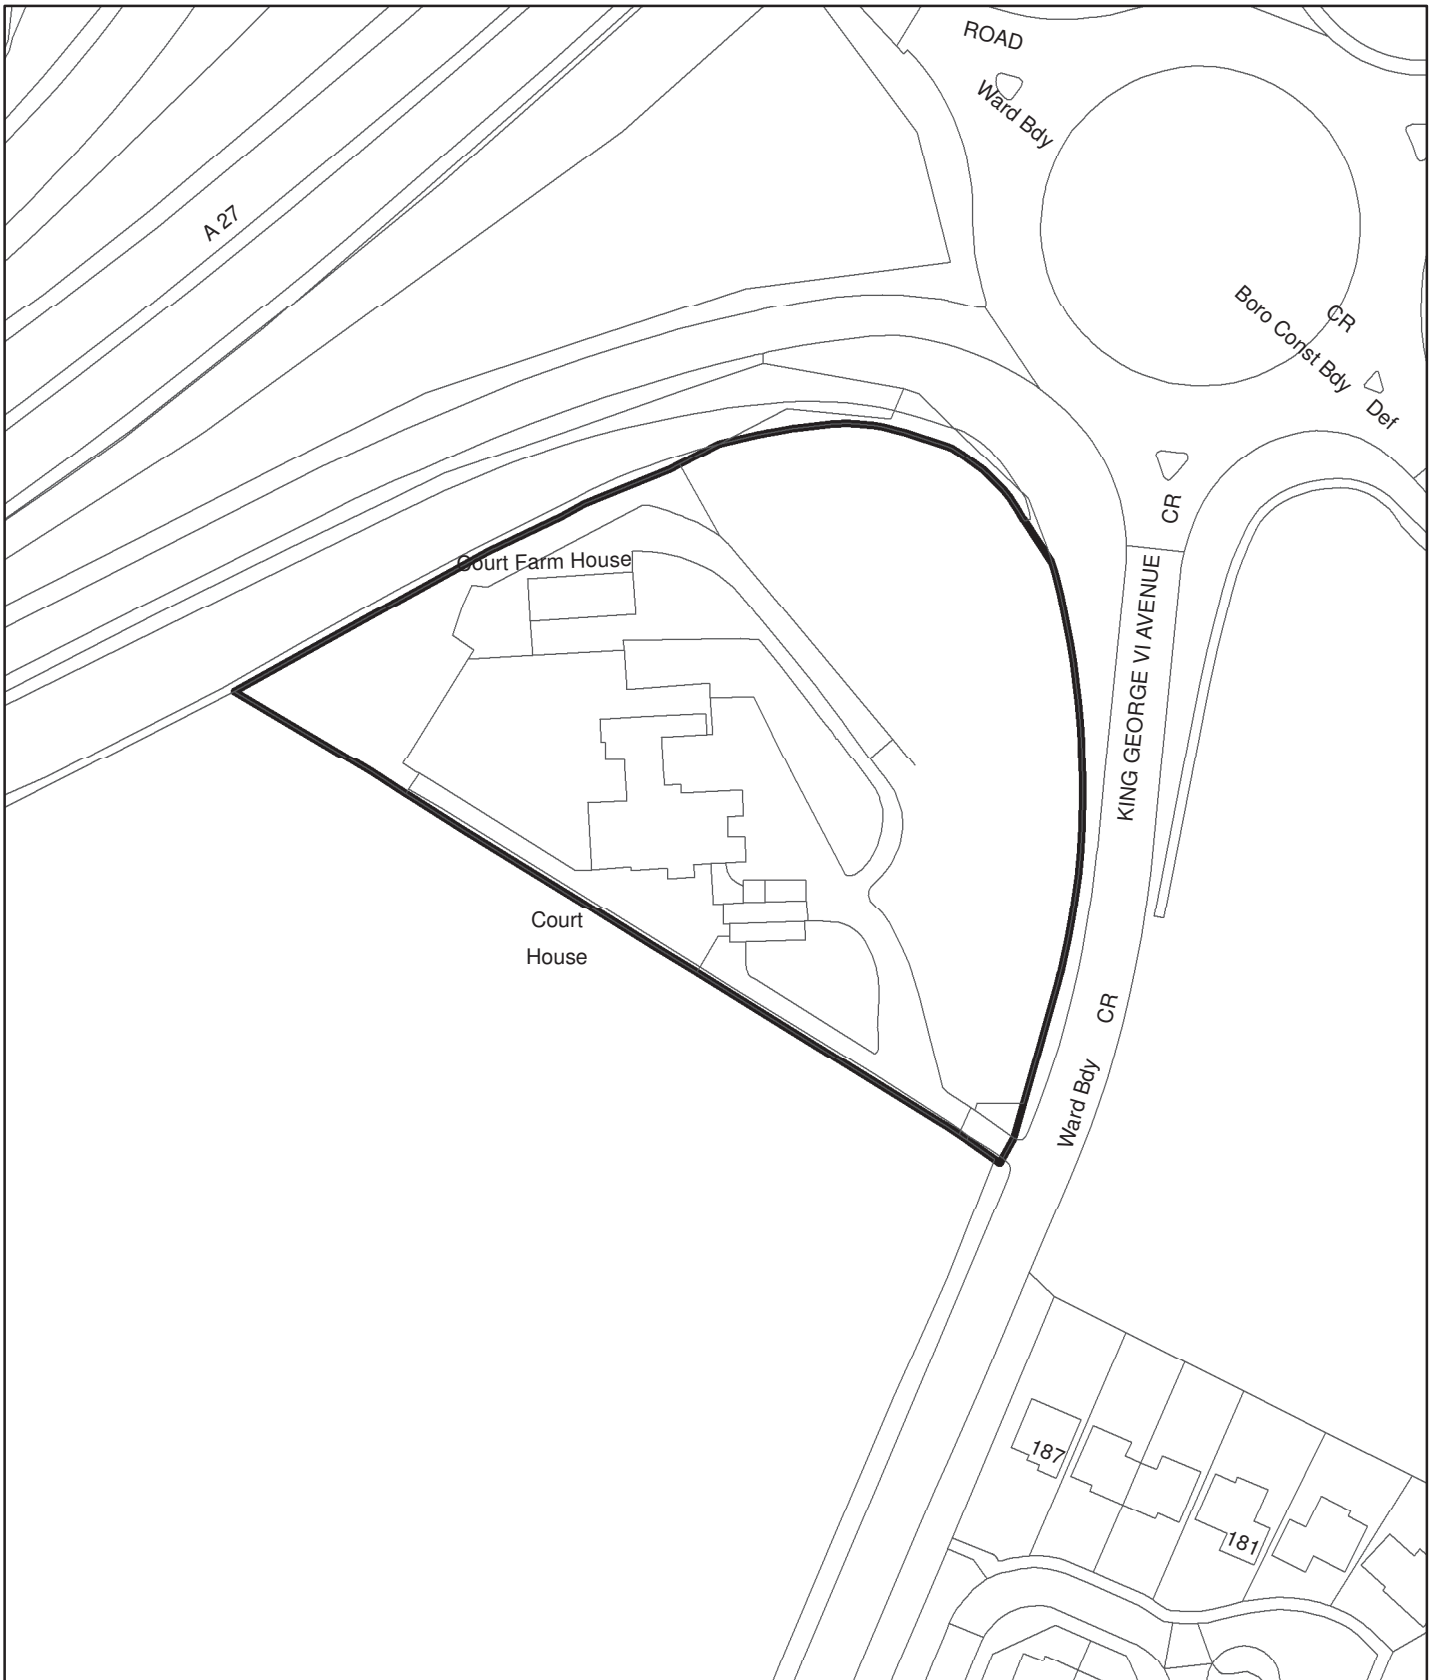 ROAD
Ward Bdy
A 27
CR
Boro Const Bdy
Def
CR
Court Farm House
KING GEORGE VI AVENUE
Court
House
CR
Ward Bdy
187
181